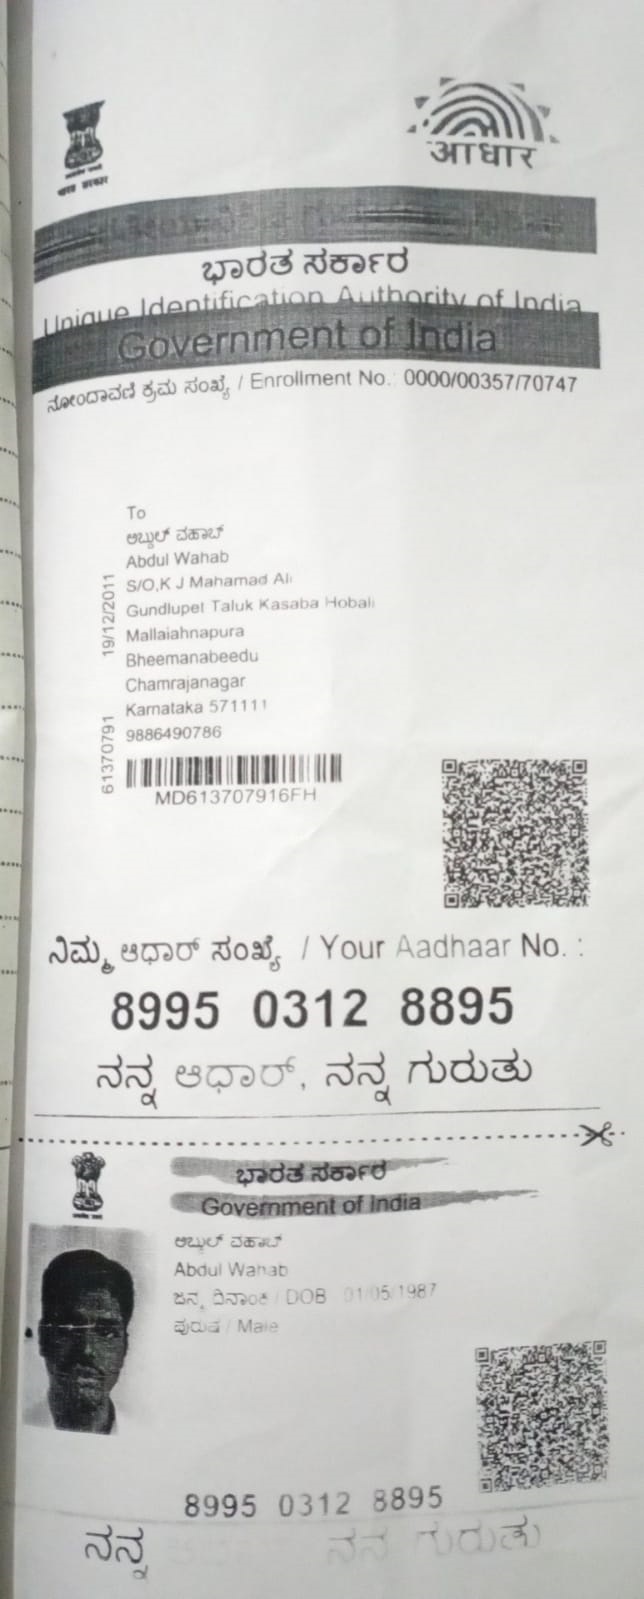 भारत सरकार
आधार
ಭಾರತ ಸರ್ಕಾರ
Unique Identification Authority of India
Government of India
ನೋಂದಾವಣಿ ಕ್ರಮ ಸಂಖ್ಯೆ / Enrollment No.: 0000/00357/70747
To
ಅಬ್ದುಲ್ ವಹಾಬ್
Abdul Wahab
S/O,K J Mahamad Ali
Gundlupet Taluk Kasaba Hobali
Mallaiahnapura
Bheemanabeedu
Chamrajanagar
Karnataka 571111
9886490786
19/12/2011
61370791
MD613707916FH
ನಿಮ್ಮ ಆಧಾರ್ ಸಂಖ್ಯೆ / Your Aadhaar No. :
8995 0312 8895
ನನ್ನ ಆಧಾರ್, ನನ್ನ ಗುರುತು
ಭಾರತ ಸರ್ಕಾರ
Government of India
ಅಬ್ದುಲ್ ವಹಾಬ್
Abdul Wahab
ಜನ್ಮ ದಿನಾಂಕ / DOB 01/05/1987
ಪುರುಷ / Male
8995 0312 8895
ನನ್ನ ನನ್ನ ಗುರುತು